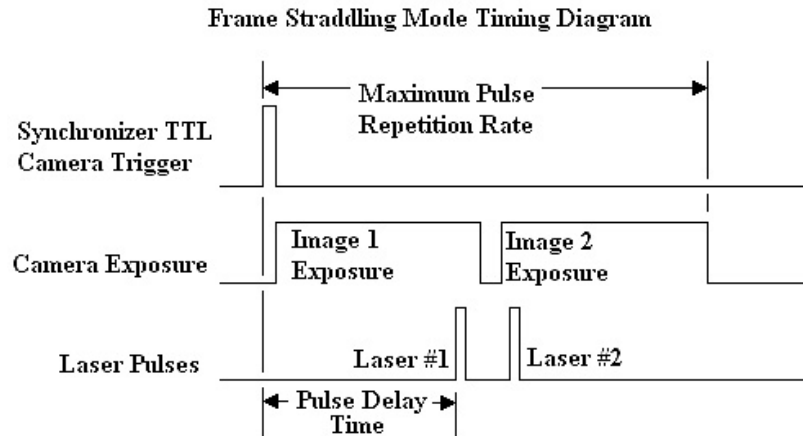 Frame Straddling Mode Timing Diagram
Maximum Pulse
Repetition Rate
Synchronizer TTL
Camera Trigger
Camera Exposure
Image 1
Exposure
Image 2
Exposure
Laser Pulses
Laser #1
Laser #2
Pulse Delay
Time